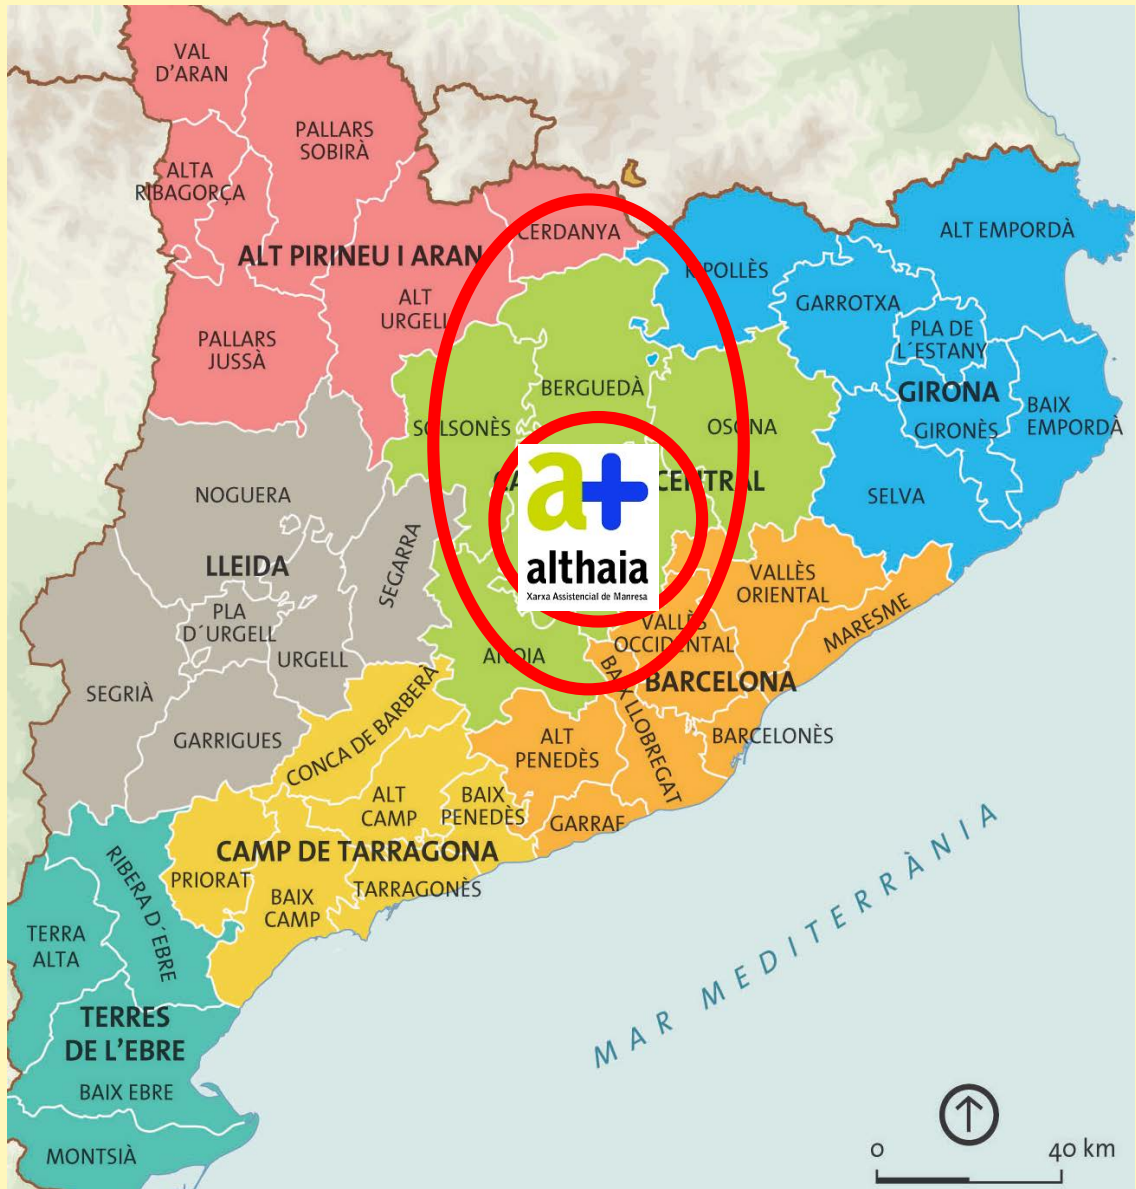 VAL
D'ARAN
PALLARS
SOBIRÀ
ALTA
RIBAGORÇA
CERDANYA
ALT EMPORDÀ
ALT PIRINEU I ARAN
RIPOLLÈS
ALT
URGELL
GARROTXA
PALLARS
JUSSÀ
PLA DE
L´ESTANY
BERGUEDÀ
GIRONA
BAIX
EMPORDÀ
SOLSONÈS
OSONA
GIRONÈS
CA
CENTRAL
NOGUERA
SELVA
a+
althaia
Xarxa Assistencial de Manresa
SEGARRA
LLEIDA
VALLÈS
ORIENTAL
PLA
D´URGELL
MARESME
VALLÈS
OCCIDENTAL
URGELL
ANOIA
BARCELONA
SEGRIÀ
BAIX LLOBREGAT
CONCA DE BARBERÀ
GARRIGUES
ALT
PENEDÈS
BARCELONÈS
ALT
CAMP
BAIX
PENEDÈS
GARRAF
CAMP DE TARRAGONA
RIBERA D´EBRE
PRIORAT
TARRAGONÈS
BAIX
CAMP
TERRA
ALTA
MAR MEDITERRÀNIA
TERRES
DE L'EBRE
BAIX EBRE
MONTSIÀ
0 40 km